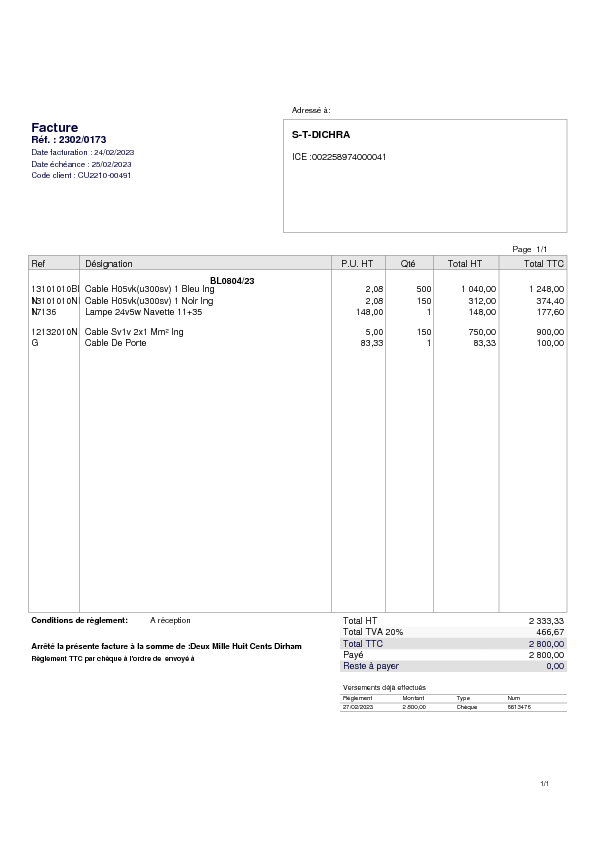 Adressé à:
Facture
Réf. : 2302/0173
Date facturation : 24/02/2023
Date échéance : 25/02/2023
Code client : CU2210-00491
S-T-DICHRA
ICE :002258974000041
Page 1/1
Ref Désignation P.U. HT Qté Total HT Total TTC
BL0804/23
13101010Bl Cable H05vk(u300sv) 1 Bleu Ing 2,08 500 1 040,00 1 248,00
13101010N Cable H05vk(u300sv) 1 Noir Ing 2,08 150 312,00 374,40
N7136 Lampe 24v5w Navette 11+35 148,00 1 148,00 177,60
12132010N Cable Sv1v 2x1 Mm² Ing 5,00 150 750,00 900,00
G Cable De Porte 83,33 1 83,33 100,00
Conditions de règlement: A réception
Total HT 2 333,33
Total TVA 20% 466,67
Total TTC 2 800,00
Arrêté la présente facture à la somme de :Deux Mille Huit Cents Dirham
Payé 2 800,00
Règlement TTC par chèque à l'ordre de envoyé à
Reste à payer 0,00
Versements déjà effectués
Règlement Montant Type Num
27/02/2023 2 800,00 Chèque 8813476
1/1